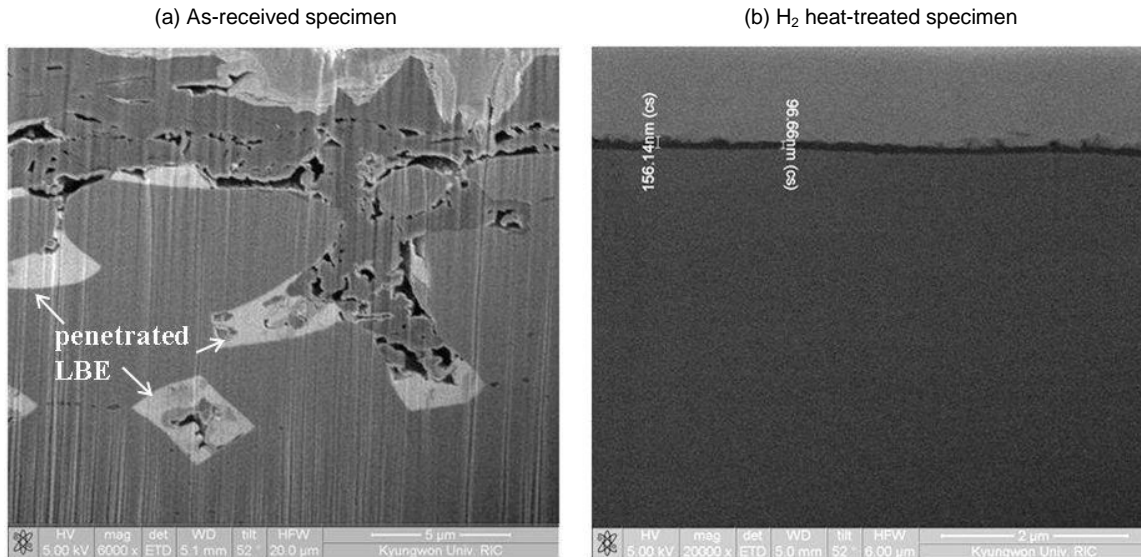 (a) As-received specimen
(b) H₂ heat-treated specimen
penetrated
LBE
156.14nm (cs)
96.66nm (cs)
HV mag det WD tilt HFW 5 µm
5.00 kV 6000 x ETD 5.1 mm 52 ° 20.0 µm Kyungwon Univ. RIC
HV mag det WD tilt HFW 2 µm
5.00 kV 20000 x ETD 5.0 mm 52 ° 6.00 µm Kyungwon Univ. RIC